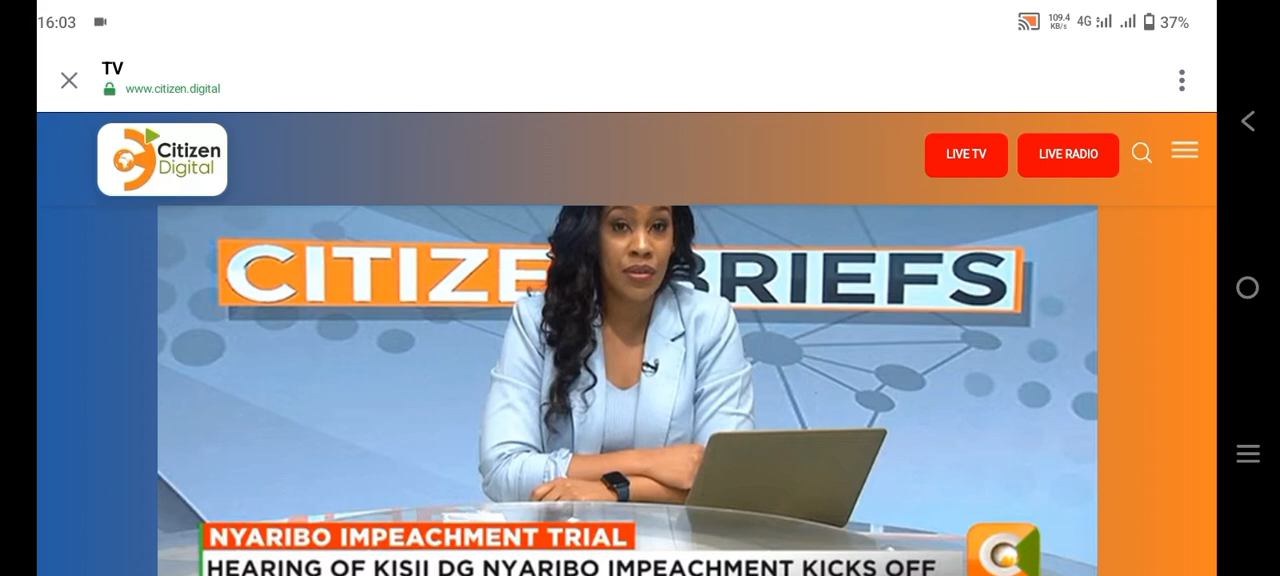 16:03
109.4
KB/s
4G
37%
TV
www.citizen.digital
Citizen
Digital
LIVE TV
LIVE RADIO
CITIZE BRIEFS
NYARIBO IMPEACHMENT TRIAL
HEARING OF KISII DG NYARIBO IMPEACHMENT KICKS OFF